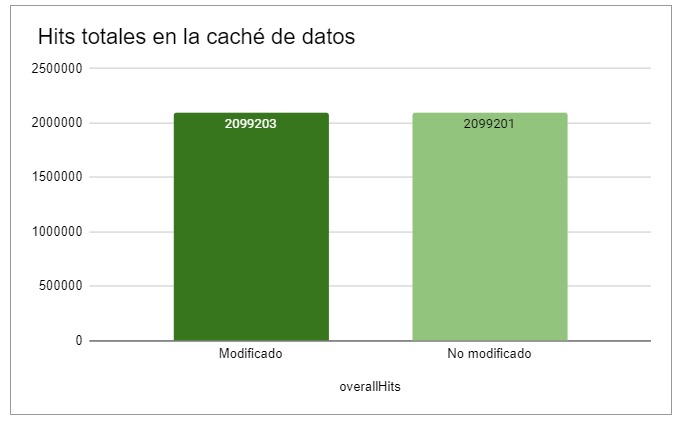 Hits totales en la caché de datos
2500000
2000000
1500000
1000000
500000
0
2099203
2099201
Modificado
No modificado
overallHits